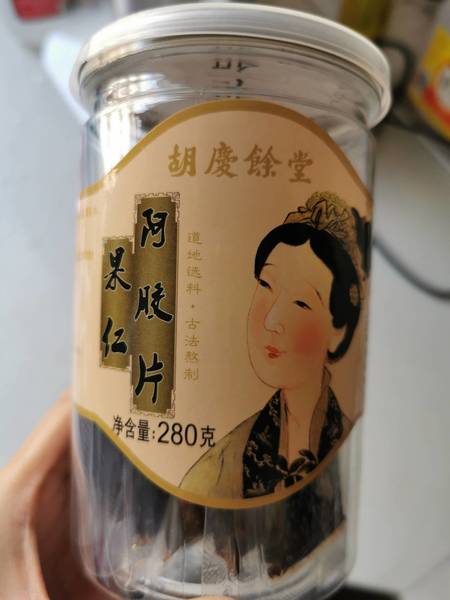 胡慶餘堂
阿胶片
果仁
道地选料·古法熬制
净含量:280克